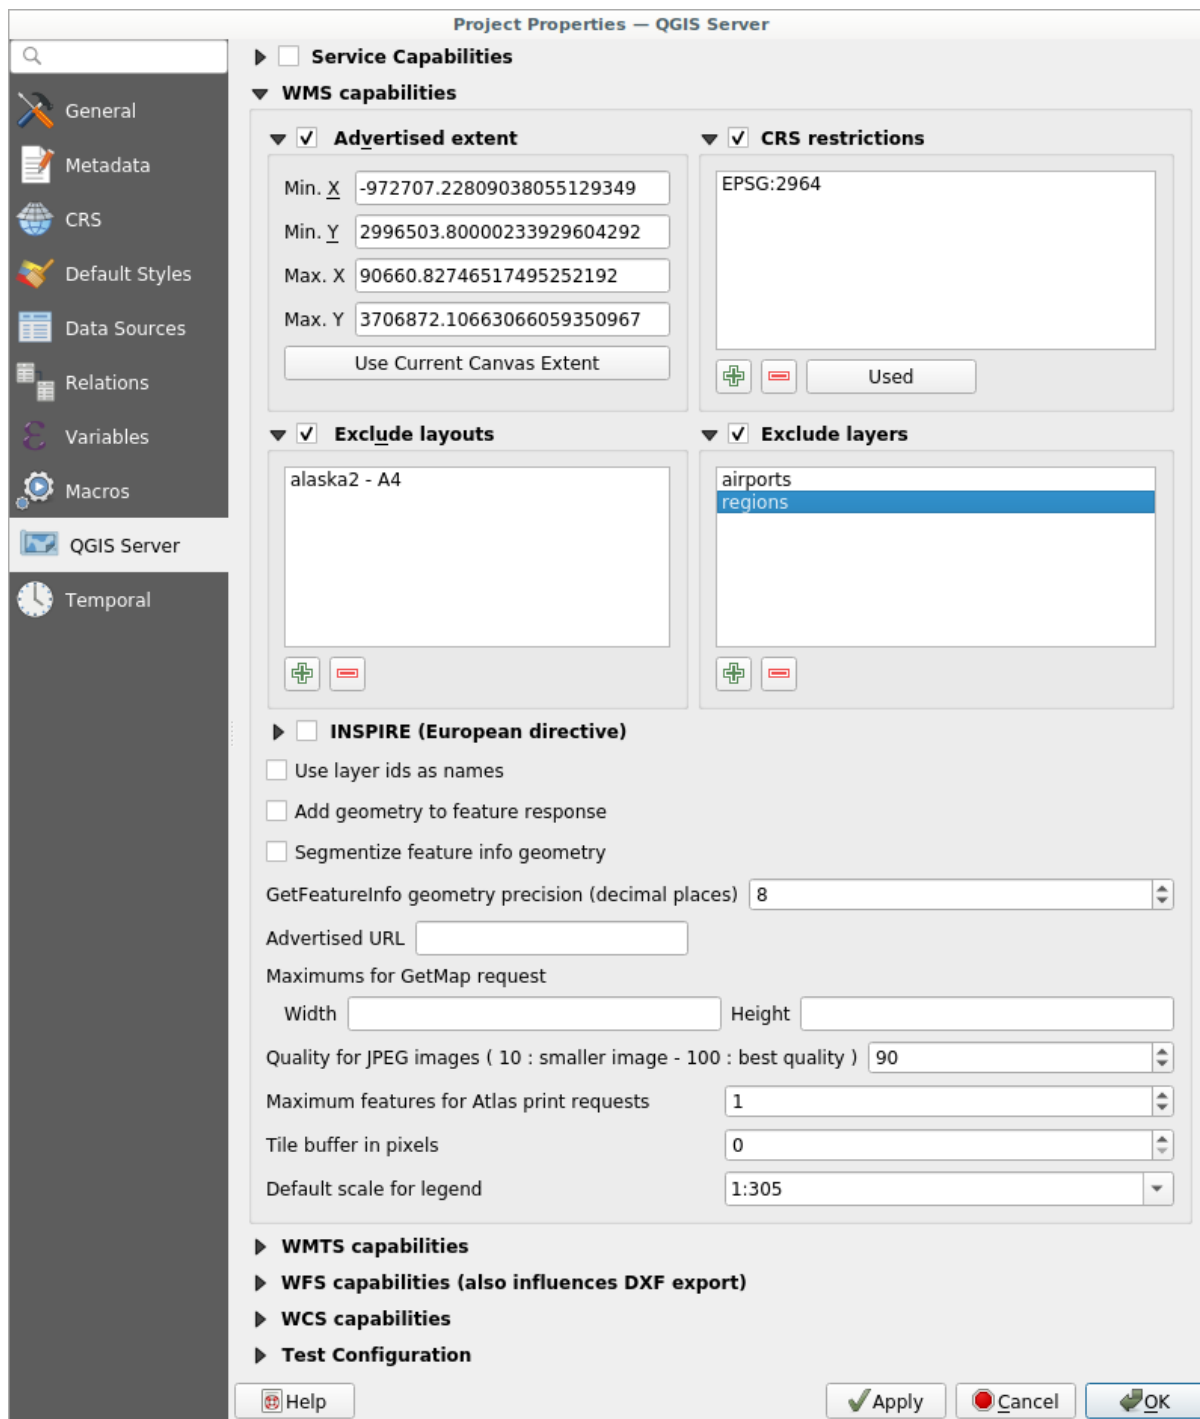 Project Properties — QGIS Server
General
Metadata
CRS
Default Styles
Data Sources
Relations
Variables
Macros
QGIS Server
Temporal
Service Capabilities
WMS capabilities
Advertised extent
Min. X -972707.22809038055129349
Min. Y 2996503.80000233929604292
Max. X 90660.82746517495252192
Max. Y 3706872.10663066059350967
Use Current Canvas Extent
CRS restrictions
EPSG:2964
Used
Exclude layouts
alaska2 - A4
Exclude layers
airports
regions
INSPIRE (European directive)
Use layer ids as names
Add geometry to feature response
Segmentize feature info geometry
GetFeatureInfo geometry precision (decimal places) 8
Advertised URL
Maximums for GetMap request
Width Height
Quality for JPEG images ( 10 : smaller image - 100 : best quality ) 90
Maximum features for Atlas print requests 1
Tile buffer in pixels 0
Default scale for legend 1:305
WMTS capabilities
WFS capabilities (also influences DXF export)
WCS capabilities
Test Configuration
Help Apply Cancel OK